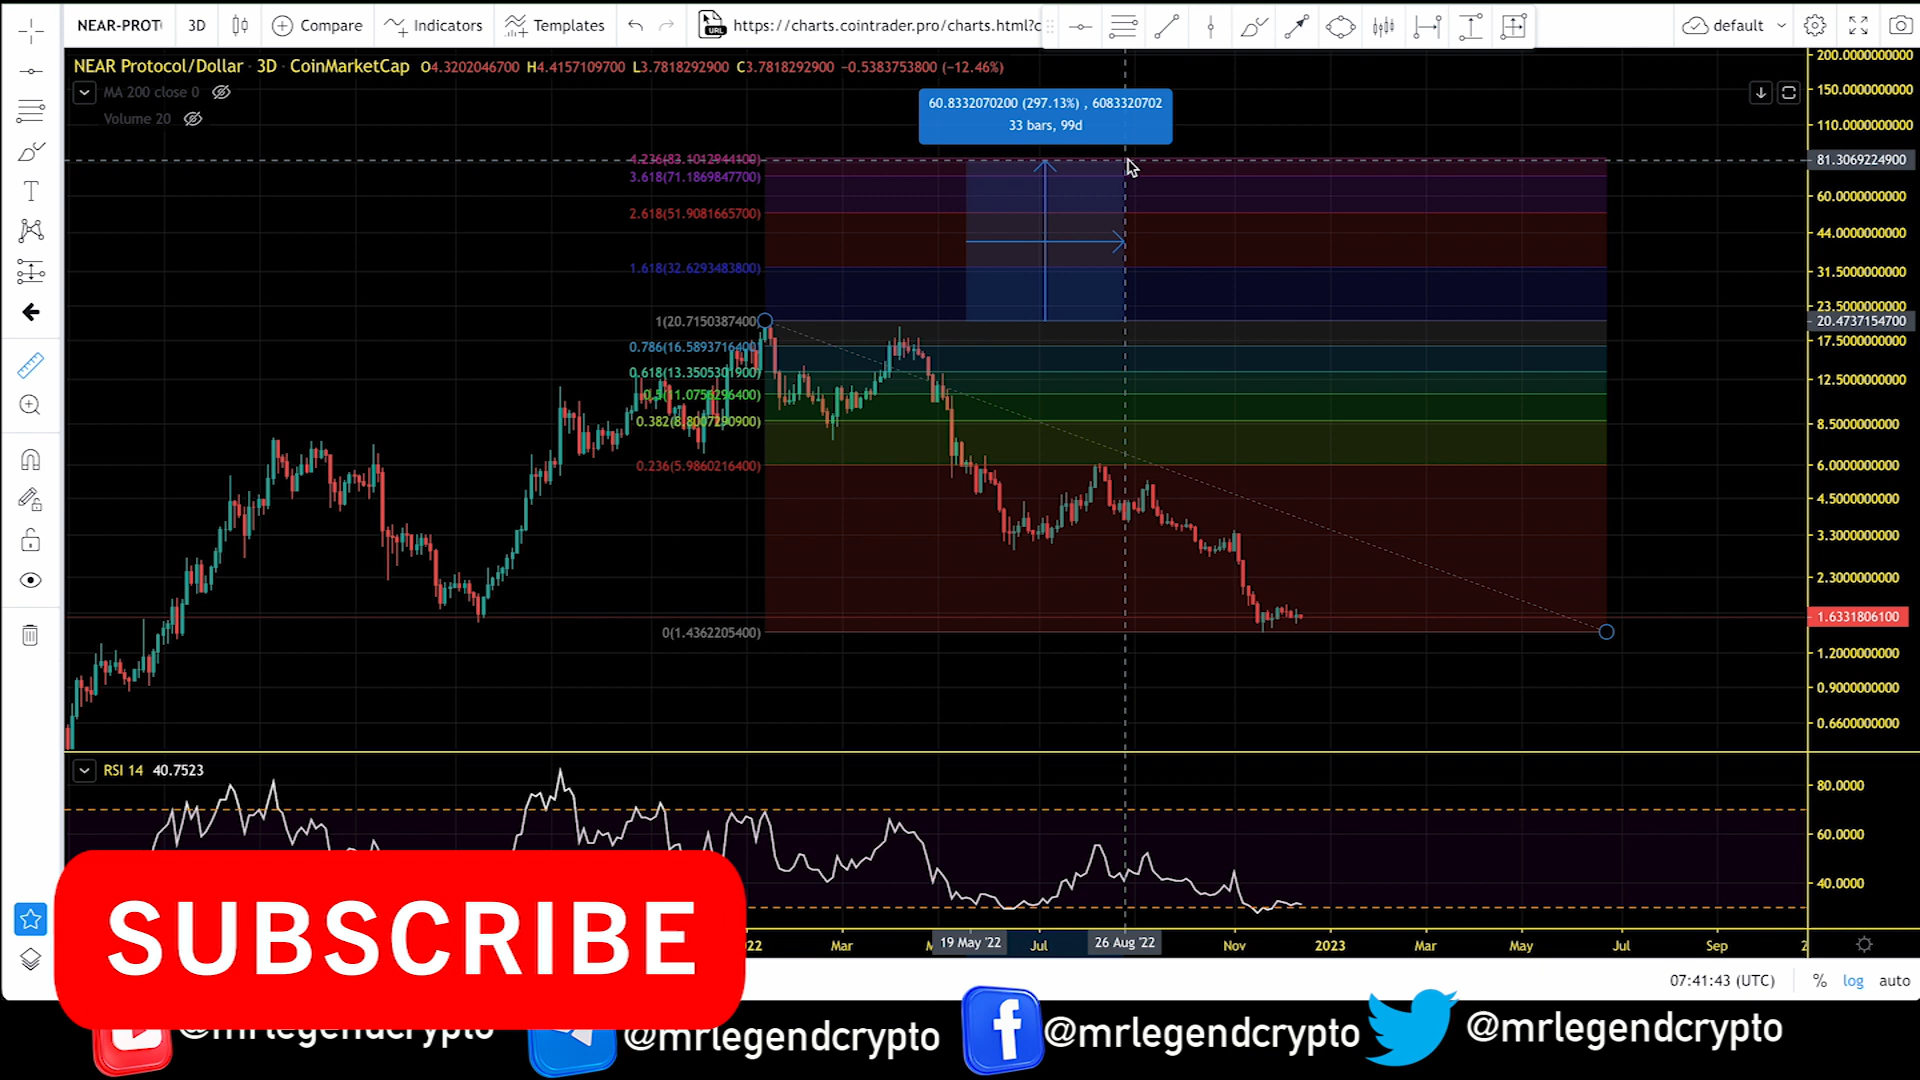 NEAR-PROT
3D
Compare
Indicators
Templates
URL
https://charts.cointrader.pro/charts.html?c
default
NEAR Protocol/Dollar · 3D · CoinMarketCap O4.3202046700 H4.4157109700 L3.7818292900 C3.7818292900 −0.5383753800 (−12.46%)
MA 200 close 0
Volume 20
60.8332070200 (297.13%) , 6083320702
33 bars, 99d
4.236(83.1012944100)
3.618(71.1869847700)
2.618(51.9081665700)
1.618(32.6293483800)
1(20.7150387400)
0.786(16.5893716400)
0.618(13.3505301900)
0.5(11.0756296400)
0.382(8.8007290900)
0.236(5.9860216400)
0(1.4362205400)
200.0000000000
150.0000000000
110.0000000000
81.3069224900
60.0000000000
44.0000000000
31.5000000000
23.5000000000
20.4737154700
17.5000000000
12.5000000000
8.5000000000
6.0000000000
4.5000000000
3.3000000000
2.3000000000
1.6331806100
1.2000000000
0.9000000000
0.6600000000
RSI 14 40.7523
80.0000
60.0000
40.0000
Mar
19 May '22
Jul
26 Aug '22
Nov
2023
Mar
May
Jul
Sep
07:41:43 (UTC)
%
log
auto
SUBSCRIBE
@mrlegendcrypto
@mrlegendcrypto
@mrlegendcrypto
@mrlegendcrypto